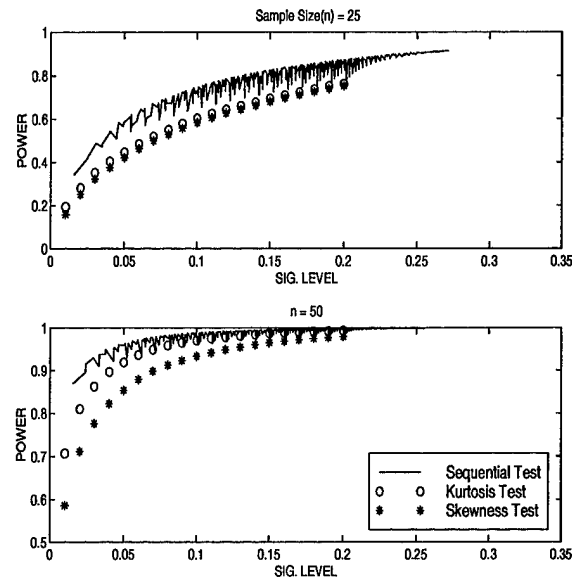 Sample Size(n) = 25
POWER
1
0.8
0.6
0.4
0.2
0
0 0.05 0.1 0.15 0.2 0.25 0.3 0.35
SIG. LEVEL
n = 50
POWER
1
0.9
0.8
0.7
0.6
0.5
0 0.05 0.1 0.15 0.2 0.25 0.3 0.35
SIG. LEVEL
Sequential Test
Kurtosis Test
Skewness Test